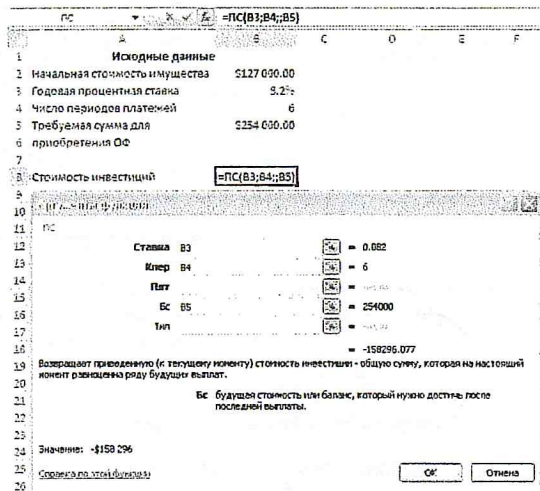 ПС =ПС(B3;B4;;B5)
A B C D E F
1 Исходные данные
2 Начальная стоимость имущества $127 000.00
3 Годовая процентная ставка 8.2%
4 Число периодов платежей 6
5 Требуемая сумма для $254 000.00
6 приобретения ОФ
7
8 Стоимость инвестиций =ПС(B3;B4;;B5)
9
10
11 ПС
12 Ставка B3 = 0.082
13 Кпер B4 = 6
14 Плт =
15 Бс B5 = 254000
16
17 Тип =
18 = -158296.077
19 Возвращает приведенную (к текущему моменту) стоимость инвестиции - общую сумму, которая на настоящий
20 момент равноценна ряду будущих выплат.
21 Бс будущая стоимость или баланс, который нужно достичь после
22 последней выплаты.
23
24 Значение: -$158 296
25 Справка по этой функции OK Отмена
26